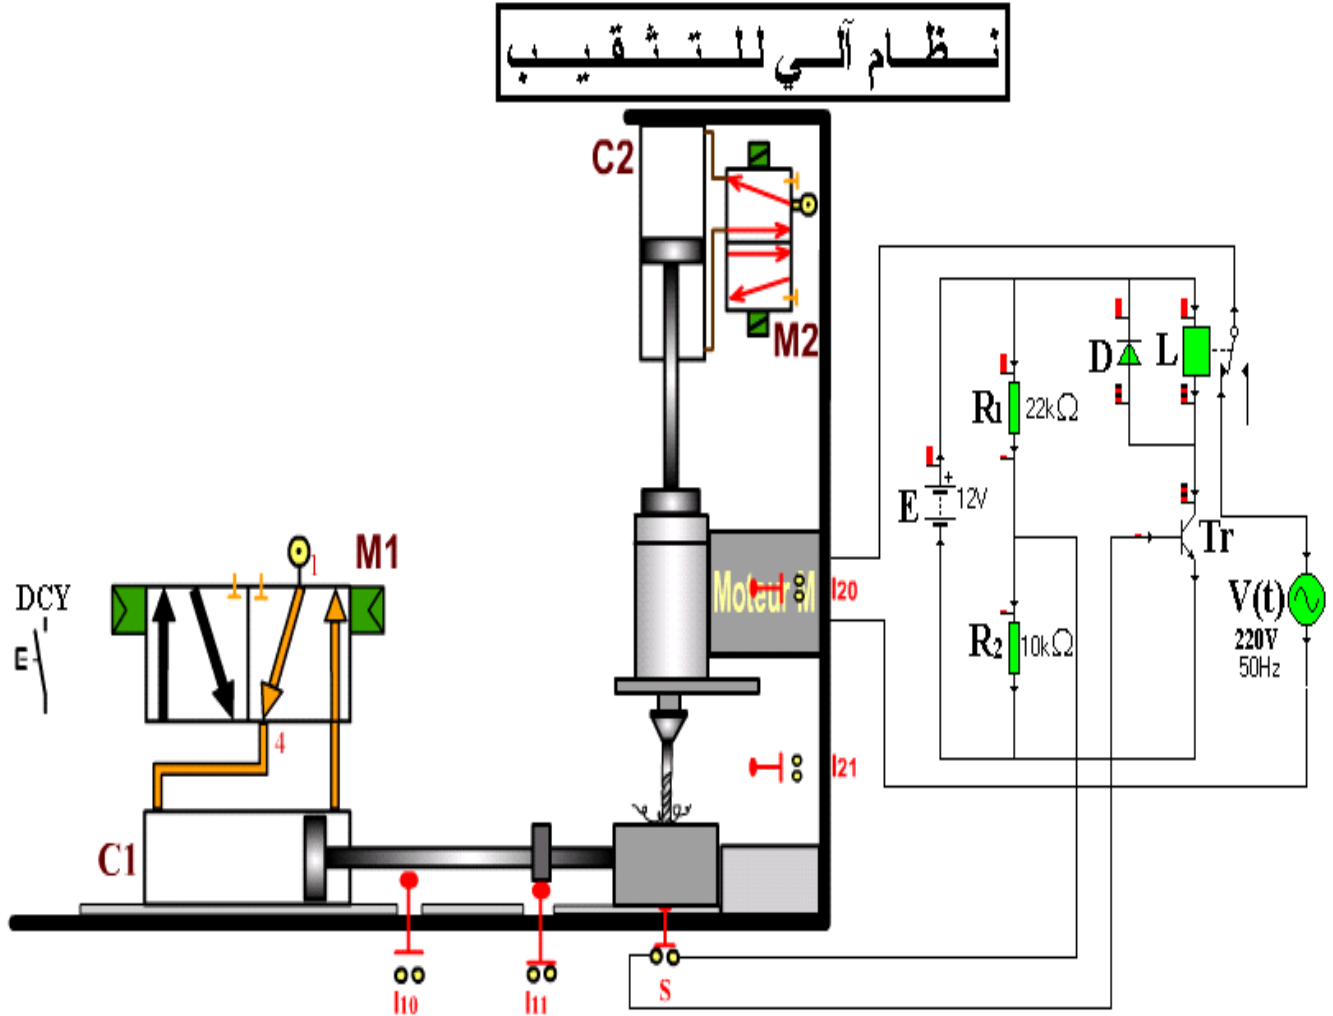 نظام آلي للتثقيب
C2
M2
D
L
R1
22kΩ
E
+
12V
Tr
M1
1
DCY
E
4
Moteur M
I20
R2
10kΩ
V(t)
220V
50Hz
I21
C1
I10
I11
S